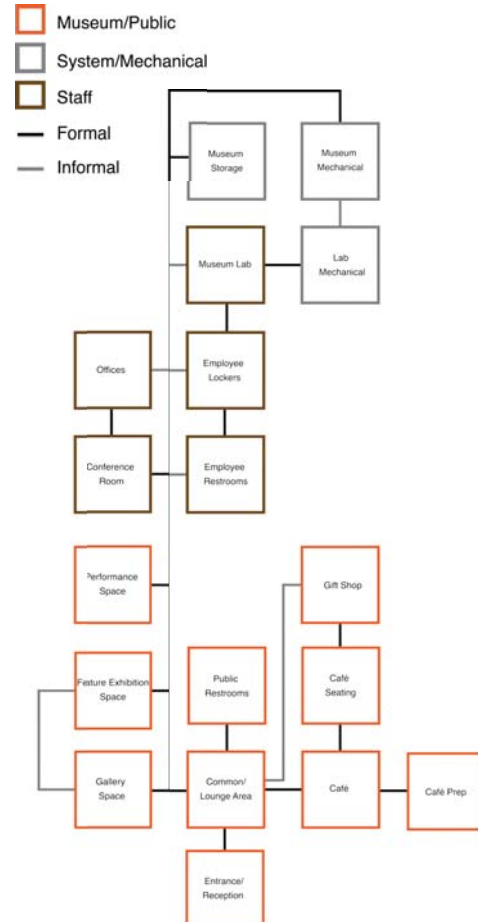 Museum/Public
System/Mechanical
Staff
Formal
Informal
Museum
Storage
Museum
Mechanical
Museum Lab
Lab
Mechanical
Offices
Employee
Lockers
Conference
Room
Employee
Restrooms
Performance
Space
Gift Shop
Feature Exhibition
Space
Public
Restrooms
Café
Seating
Gallery
Space
Common/
Lounge Area
Café
Café Prep
Entrance/
Reception